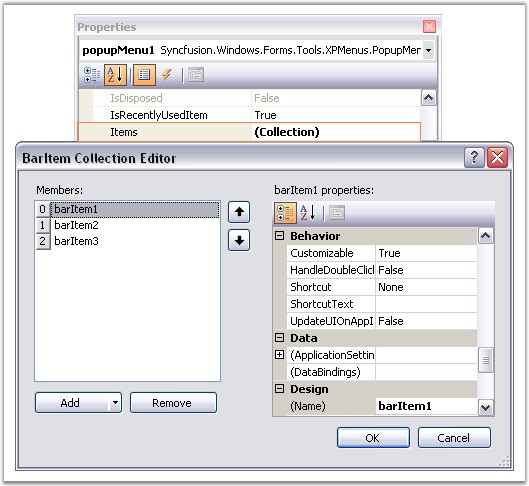 Properties
popupMenu1 Syncfusion.Windows.Forms.Tools.XPMenus.PopupMer
IsDisposed False
IsRecentlyUsedItem True
Items (Collection)
BarItem Collection Editor
Members:
0 barItem1
1 barItem2
2 barItem3
Add
Remove
barItem1 properties:
Behavior
Customizable True
HandleDoubleClic False
Shortcut None
ShortcutText
UpdateUIOnAppI False
Data
(ApplicationSettin
(DataBindings)
Design
(Name) barItem1
OK
Cancel